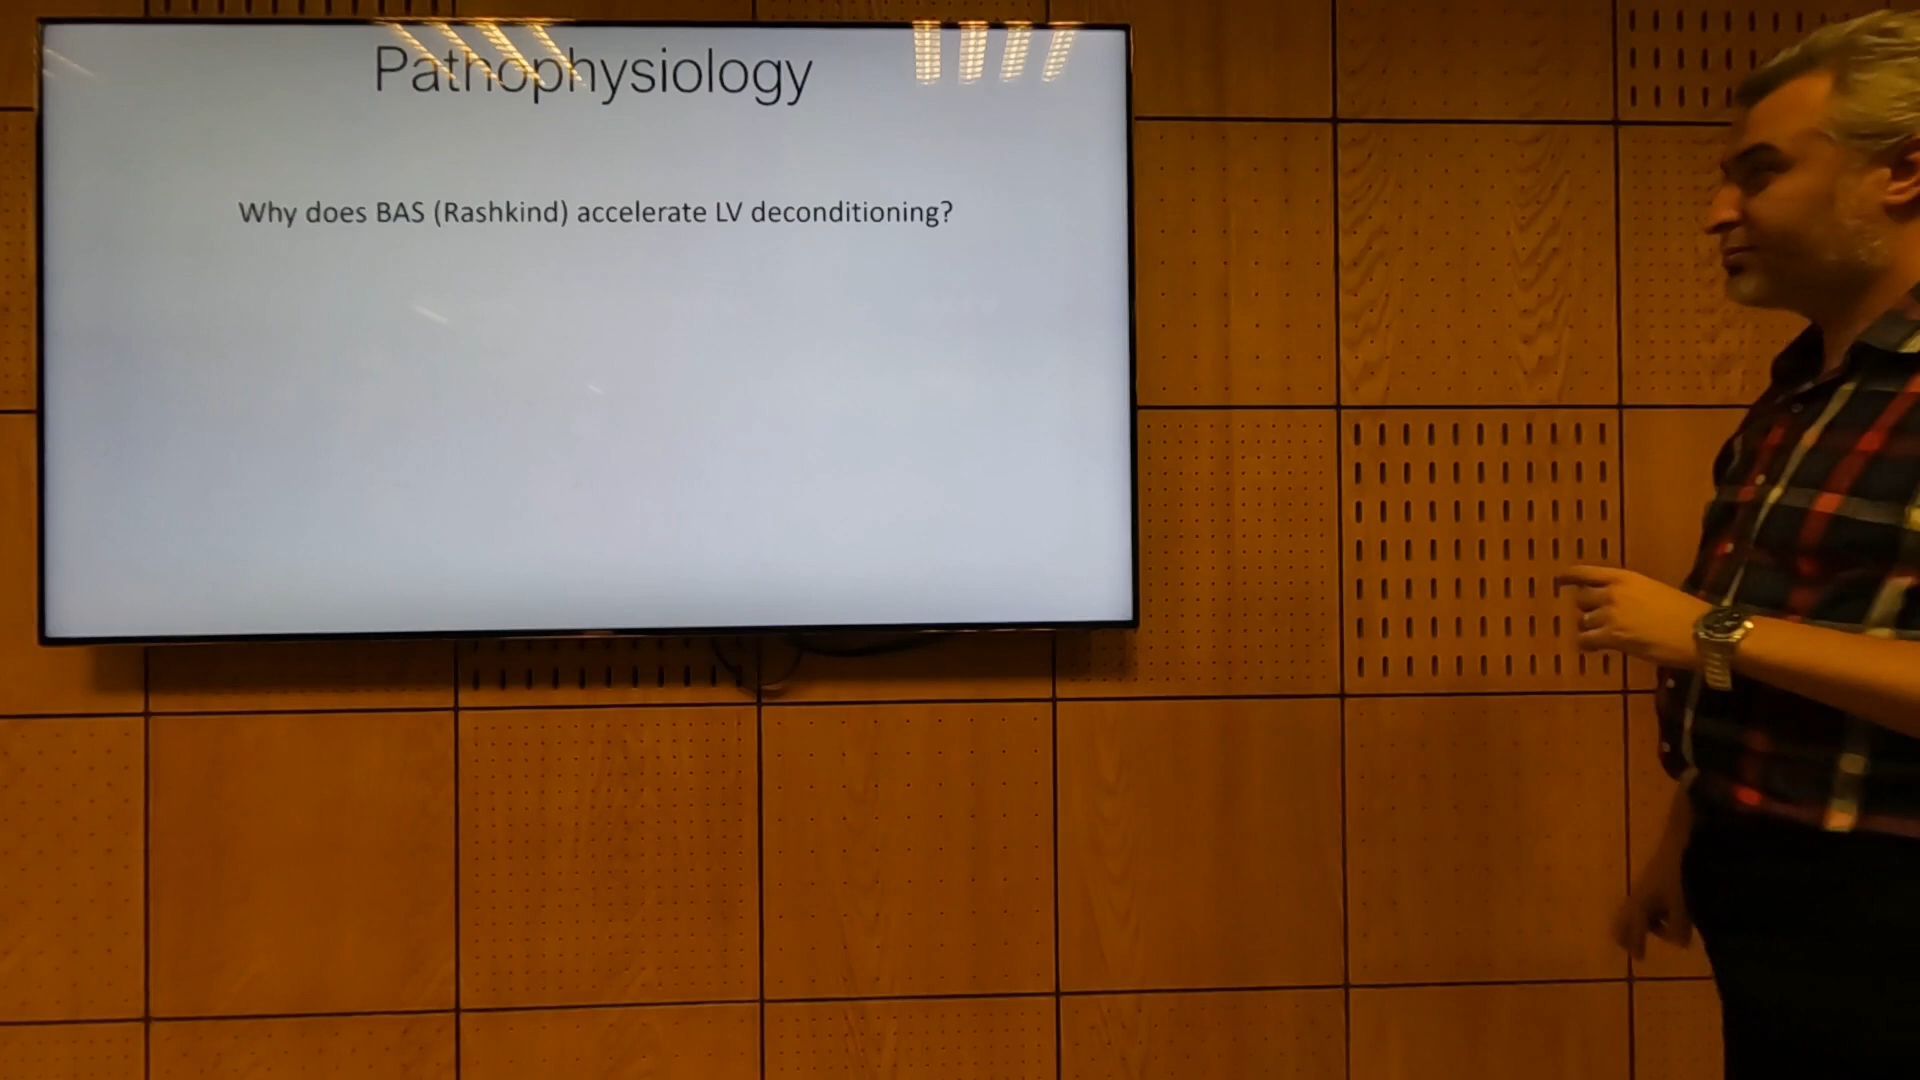 Pathophysiology
Why does BAS (Rashkind) accelerate LV deconditioning?